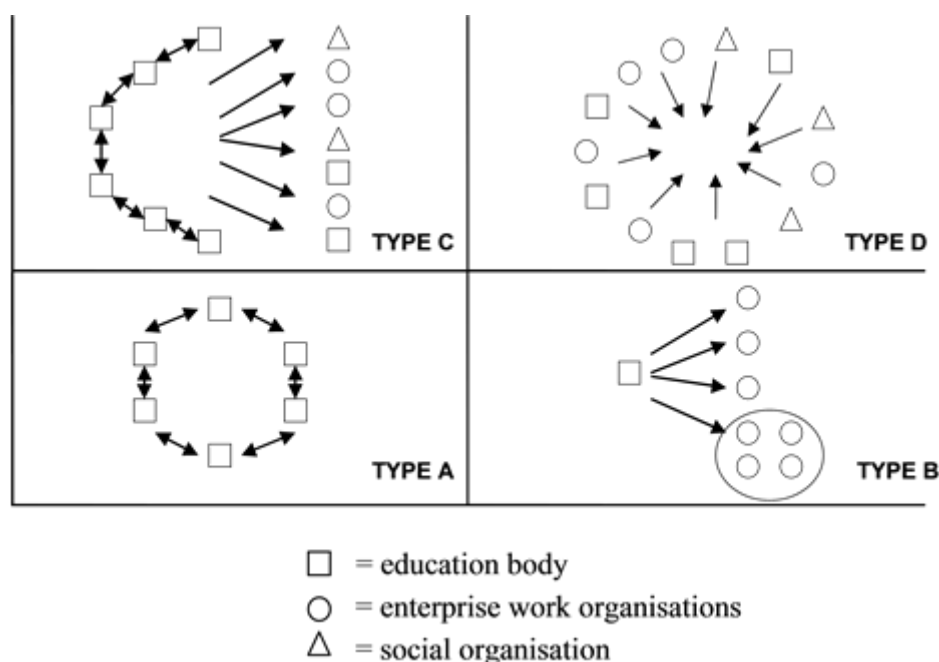 TYPE C
TYPE D
TYPE A
TYPE B
= education body
= enterprise work organisations
= social organisation